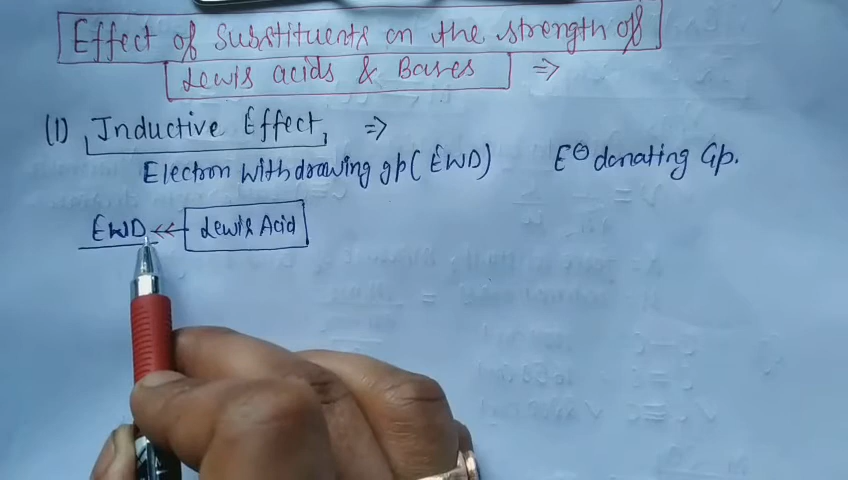 Effect of Substituents on the strength of
Lewis acids & Bases ⇒
(1) Inductive Effect, ⇒
Electron withdrawing gp( EWD) E⊖ donating Gp.
EWD << Lewis Acid